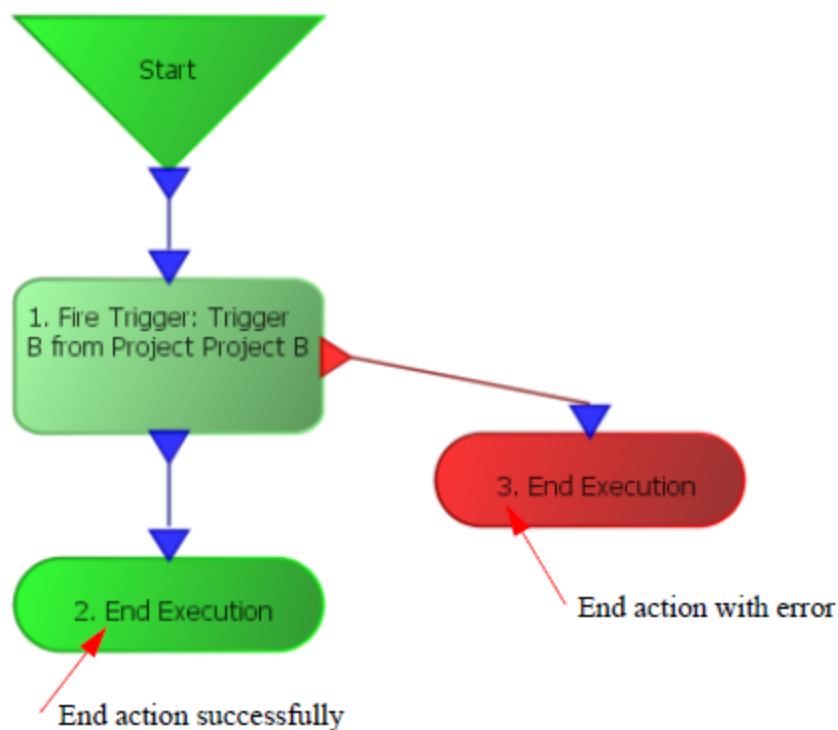 Start
1. Fire Trigger: Trigger
B from Project Project B
3. End Execution
End action with error
2. End Execution
End action successfully